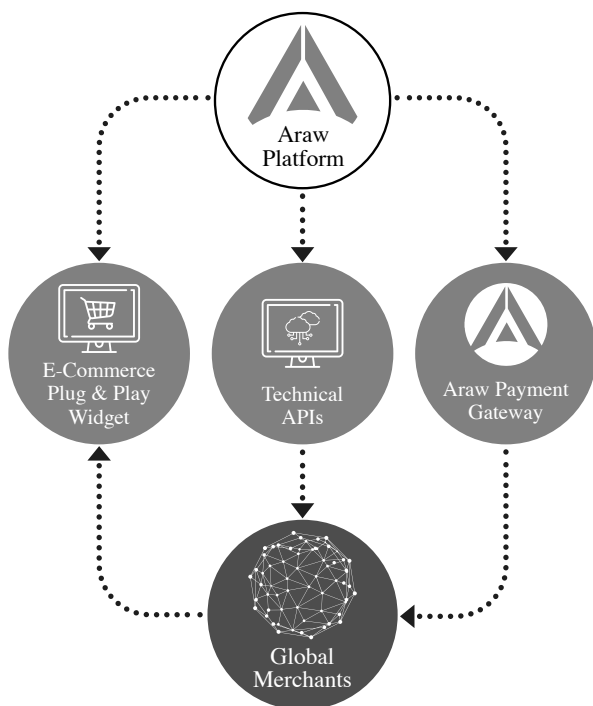 Araw
Platform
E-Commerce
Plug & Play
Widget
Technical
APIs
Araw Payment
Gateway
Global
Merchants